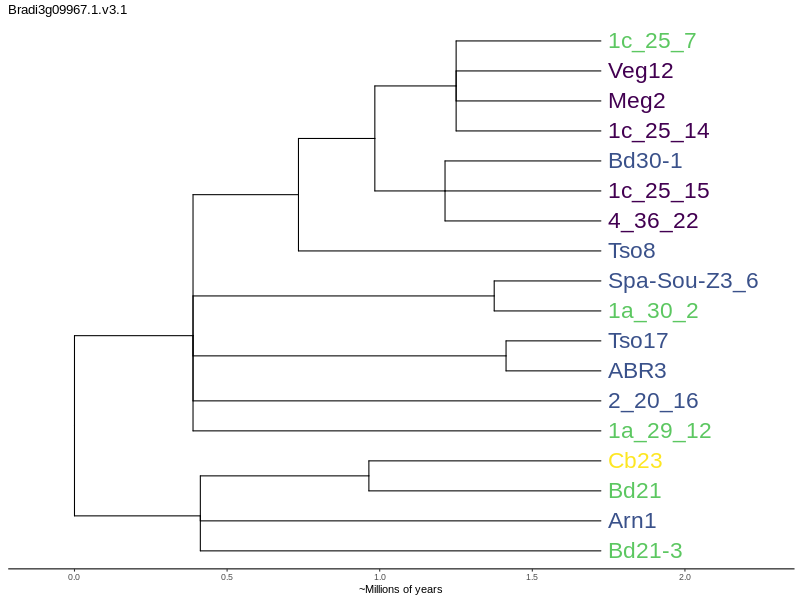 Bradi3g09967.1.v3.1
1c_25_7
Veg12
Meg2
1c_25_14
Bd30-1
1c_25_15
4_36_22
Tso8
Spa-Sou-Z3_6
1a_30_2
Tso17
ABR3
2_20_16
1a_29_12
Cb23
Bd21
Arn1
Bd21-3
0.0 0.5 1.0 1.5 2.0
~Millions of years